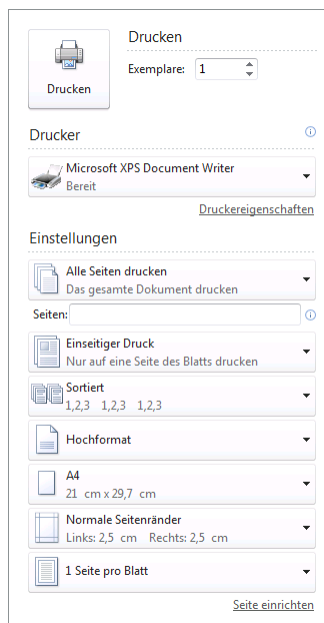 Drucken
Drucken
Exemplare: 1
Drucker
Microsoft XPS Document Writer
Bereit
Druckereigenschaften
Einstellungen
Alle Seiten drucken
Das gesamte Dokument drucken
Seiten:
Einseitiger Druck
Nur auf eine Seite des Blatts drucken
Sortiert
1,2,3 1,2,3 1,2,3
Hochformat
A4
21 cm x 29,7 cm
Normale Seitenränder
Links: 2,5 cm Rechts: 2,5 cm
1 Seite pro Blatt
Seite einrichten